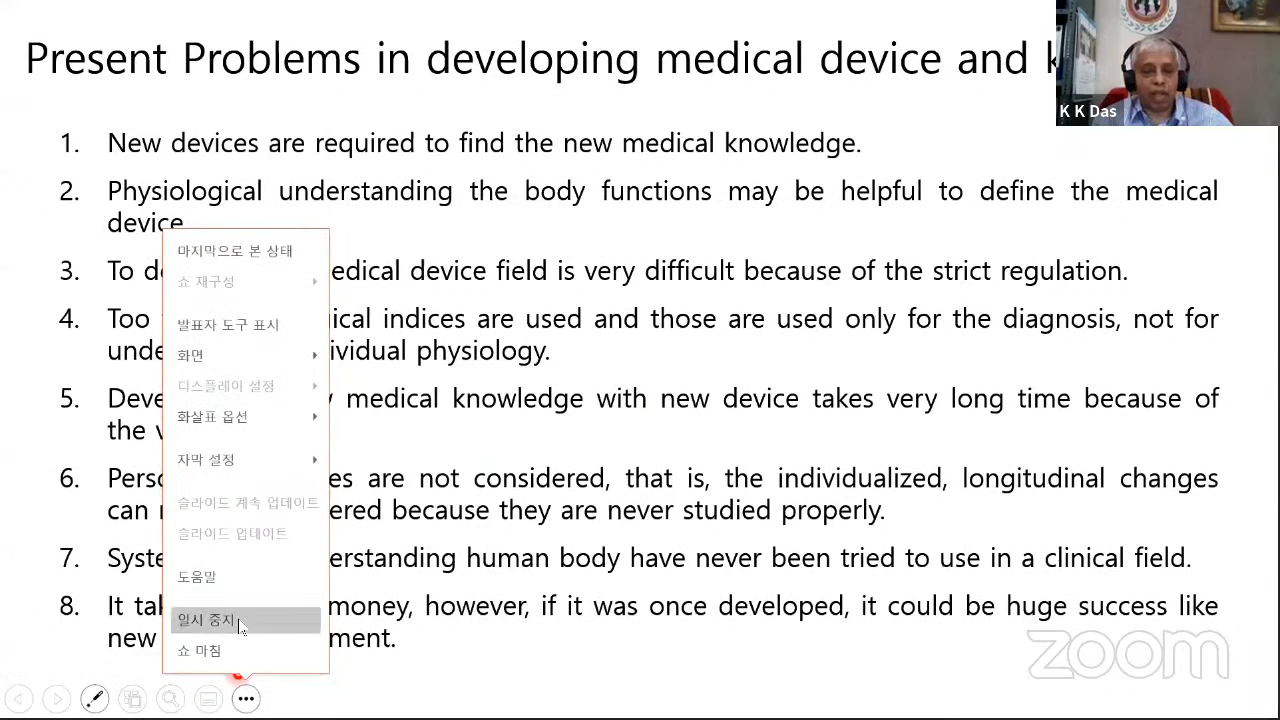 Present Problems in developing medical device and
K K Das
1. New devices are required to find the new medical knowledge.
2. Physiological understanding the body functions may be helpful to define the medical
device.
3. To edical device field is very difficult because of the strict regulation.
4. Too ical indices are used and those are used only for the diagnosis, not for
unde ividual physiology.
5. Deve y medical knowledge with new device takes very long time because of
the
6. Perso es are not considered, that is, the individualized, longitudinal changes
can ered because they are never studied properly.
7. Syste erstanding human body have never been tried to use in a clinical field.
8. It tak money, however, if it was once developed, it could be huge success like
new ment.
마지막으로 본 상태
쇼 재구성
발표자 도구 표시
화면
디스플레이 설정
화살표 옵션
자막 설정
슬라이드 계속 업데이트
슬라이드 업데이트
도움말
일시 중지
쇼 마침
zoom